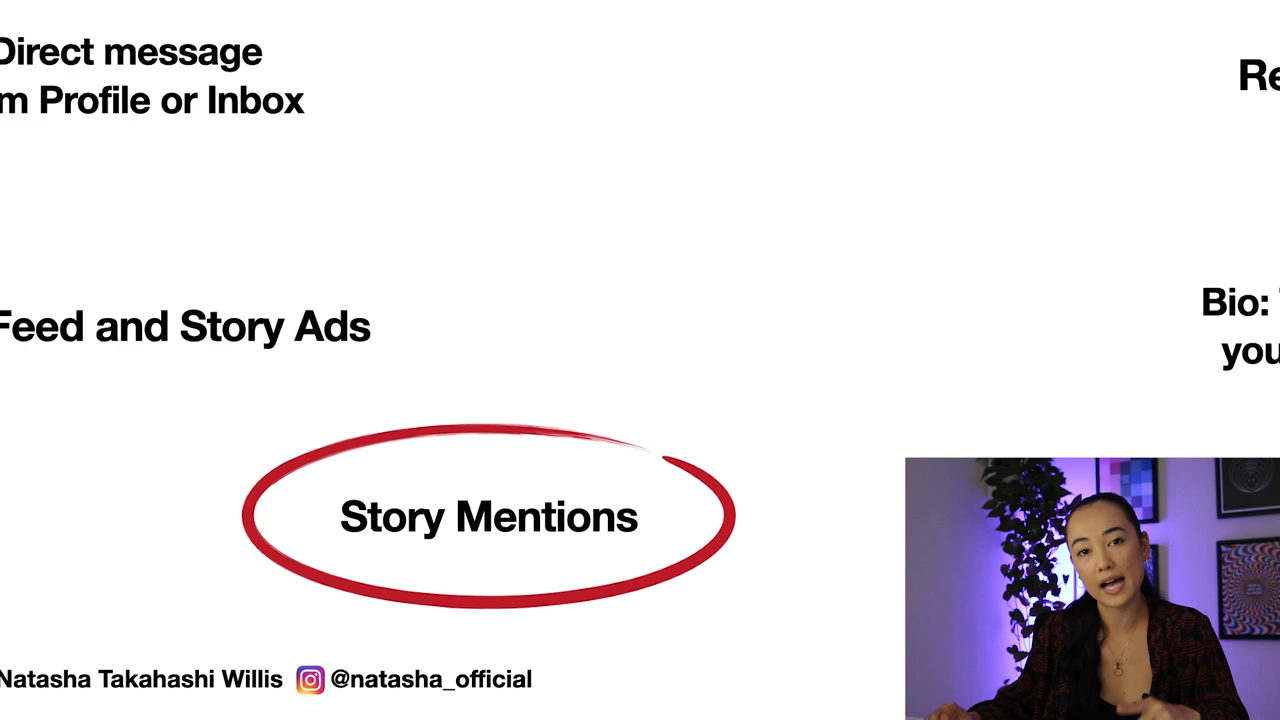 Direct message
m Profile or Inbox
Re
Feed and Story Ads
Bio:
you
Story Mentions
Natasha Takahashi Willis @natasha_official